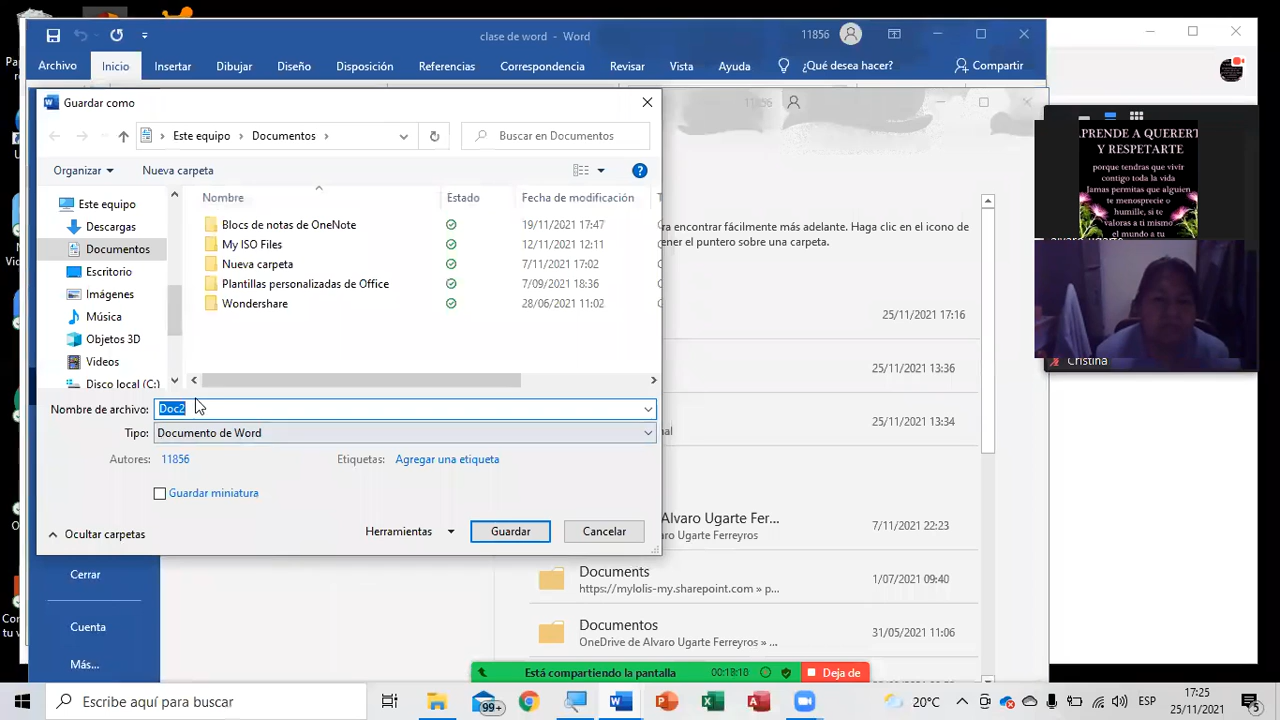 clase de word - Word
11856
Archivo
Inicio
Insertar
Dibujar
Diseño
Disposición
Referencias
Correspondencia
Revisar
Vista
Ayuda
¿Qué desea hacer?
Compartir
Guardar como
11856
Este equipo
Documentos
Buscar en Documentos
Organizar
Nueva carpeta
Nombre
Estado
Fecha de modificación
Este equipo
Descargas
Documentos
Escritorio
Imágenes
Música
Objetos 3D
Videos
Disco local (C:)
Blocs de notas de OneNote
19/11/2021 17:47
My ISO Files
12/11/2021 12:11
Nueva carpeta
7/11/2021 17:02
Plantillas personalizadas de Office
7/09/2021 18:36
Wondershare
28/06/2021 11:02
Nombre de archivo:
Doc2
Tipo:
Documento de Word
Autores:
11856
Etiquetas:
Agregar una etiqueta
Guardar miniatura
Ocultar carpetas
Herramientas
Guardar
Cancelar
ra encontrar fácilmente más adelante. Haga clic en el icono de
ener el puntero sobre una carpeta.
25/11/2021 17:16
25/11/2021 13:36
25/11/2021 13:34
Alvaro Ugarte Fer...
aro Ugarte Ferreyros
7/11/2021 22:23
Documents
https://mylolis-my.sharepoint.com » p...
1/07/2021 09:40
Documentos
OneDrive de Alvaro Ugarte Ferreyros » ...
31/05/2021 11:06
Cerrar
Cuenta
Más...
APRENDE A QUERERT
Y RESPETARTE
porque tendras que vivir
contigo toda la vida
Jamas permitas que alguien
te menosprecie o
humille, si te
valoras a ti mismo
el mundo a tu
alvaro ugarte
Cristina
Está compartiendo la pantalla
00:18:18
Deja de
Escribe aquí para buscar
99+
20°C
ESP
17:25
25/11/2021
5